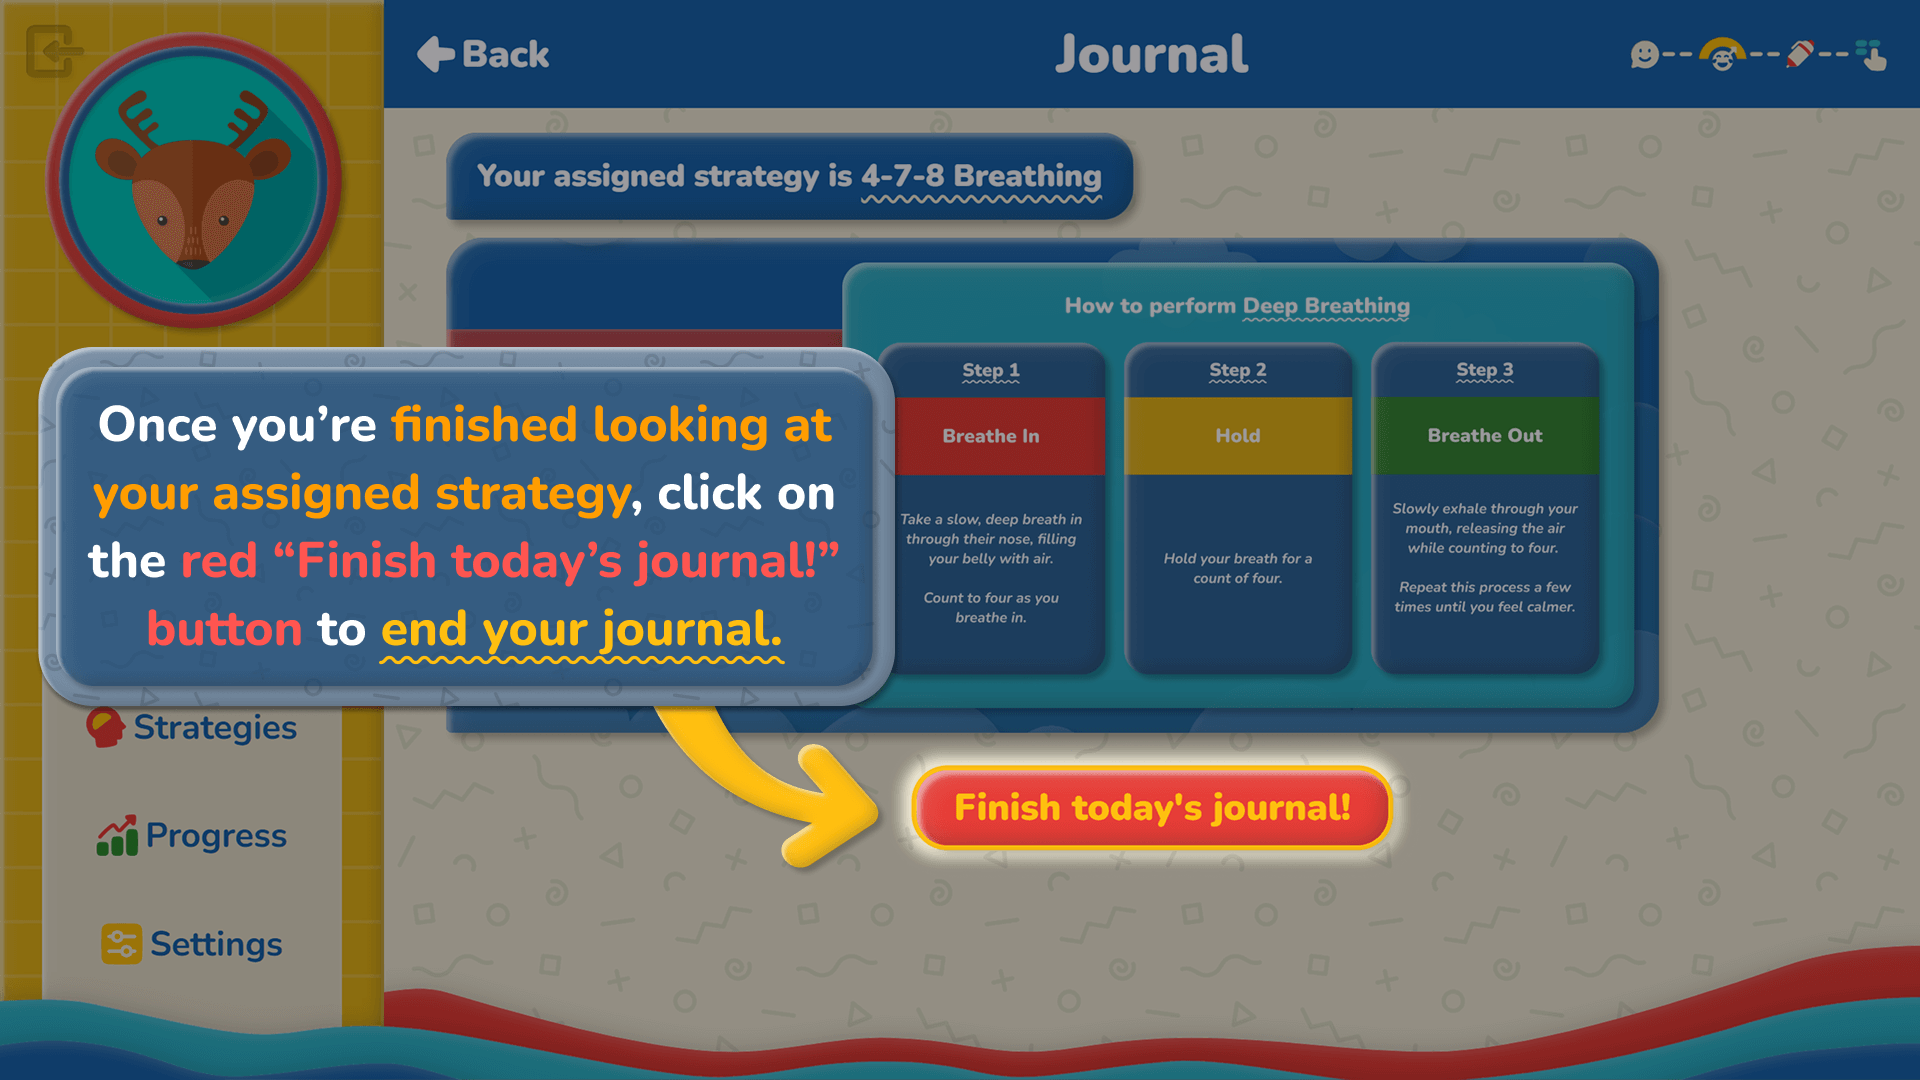 Back
Journal
Your assigned strategy is 4-7-8 Breathing
How to perform Deep Breathing
Step 1
Breathe In
Take a slow, deep breath in
through their nose, filling
your belly with air.
Count to four as you
breathe in.
Step 2
Hold
Hold your breath for a
count of four.
Step 3
Breathe Out
Slowly exhale through your
mouth, releasing the air
while counting to four.
Repeat this process a few
times until you feel calmer.
Once you’re finished looking at
your assigned strategy, click on
the red “Finish today’s journal!”
button to end your journal.
Strategies
Progress
Settings
Finish today's journal!